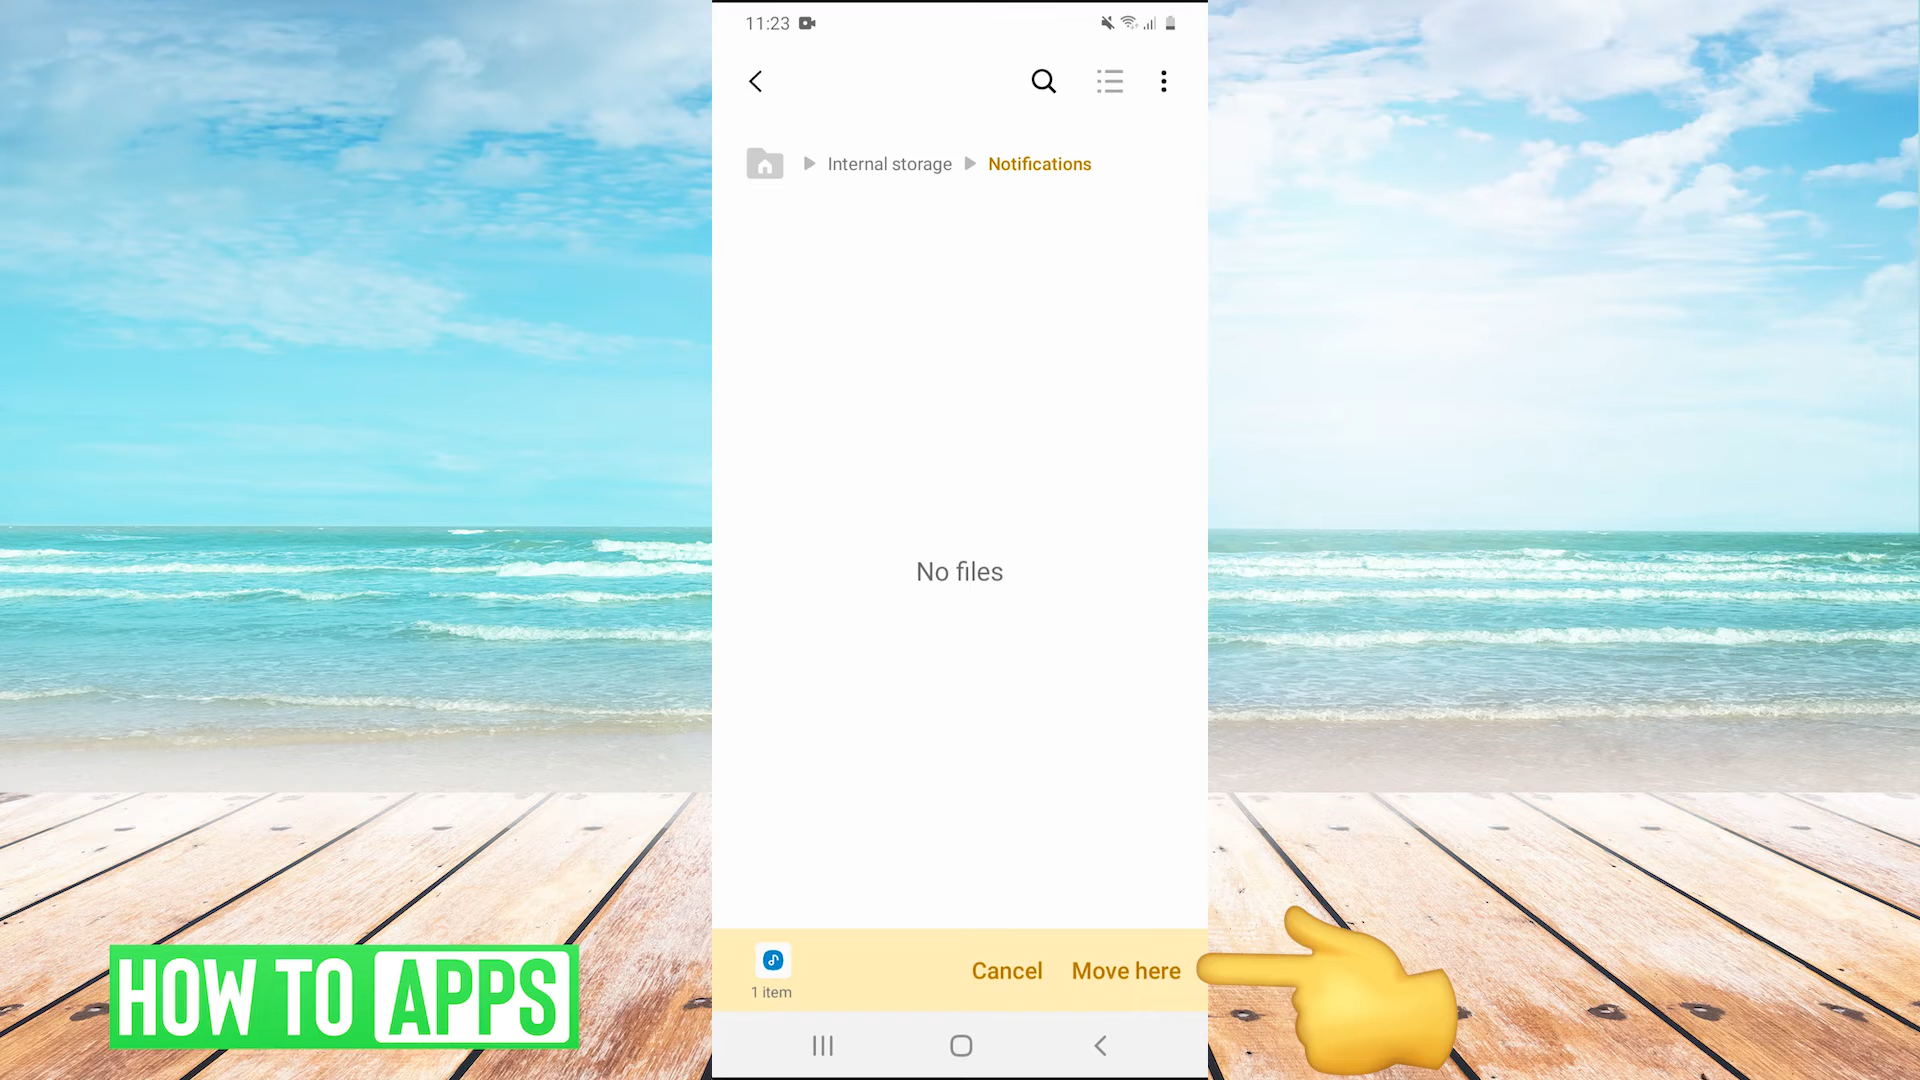 11:23
Internal storage
Notifications
No files
1 item
Cancel
Move here
HOW TO APPS